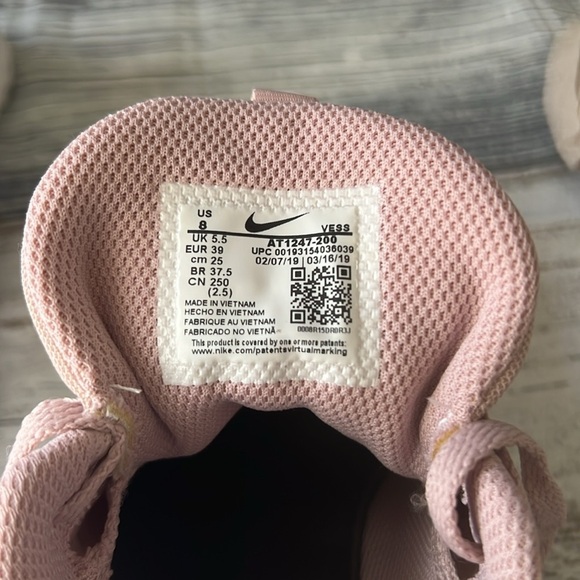 US
8 VESS
UK 5.5 AT1247-200
EUR 39 UPC 00193154036039
cm 25 02/07/19 | 03/16/19
BR 37.5
CN 250
(2.5)
MADE IN VIETNAM
HECHO EN VIETNAM
FABRIQUE AU VIETNAM
FABRICADO NO VIETNÃ
This product is covered by one or more patents:
www.nike.com/patentsvirtualmarking